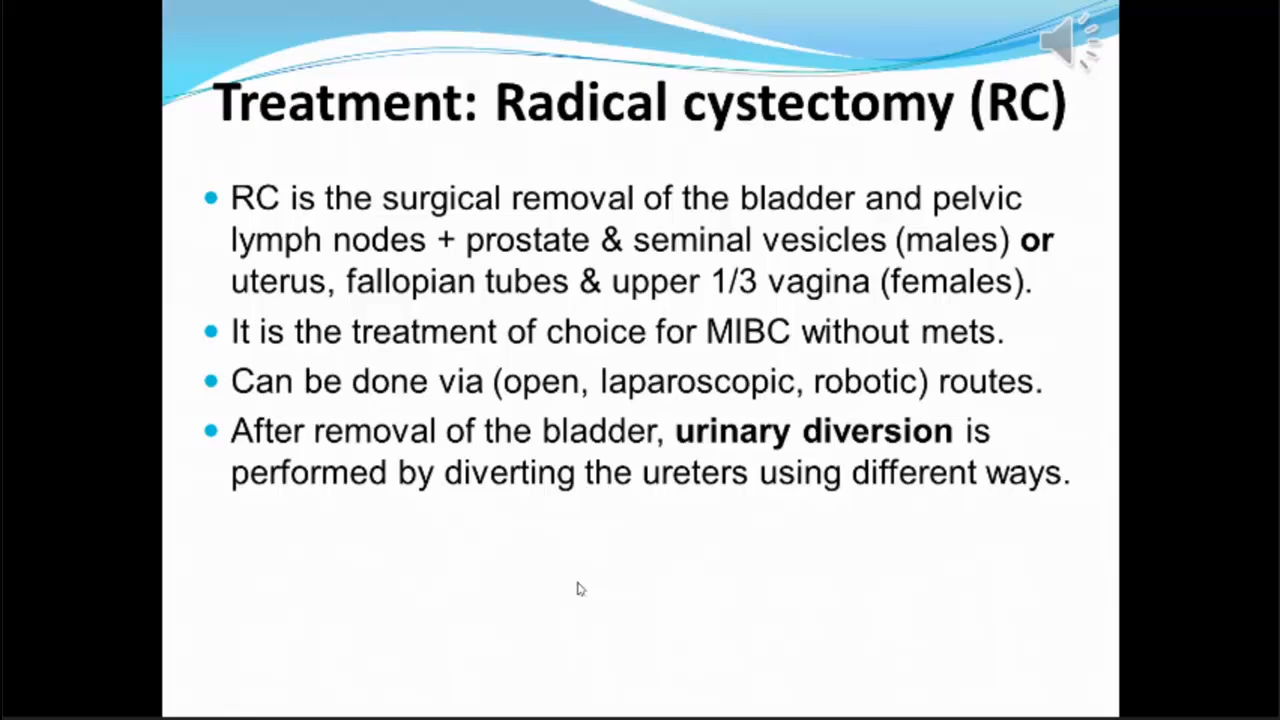 Treatment: Radical cystectomy (RC)
• RC is the surgical removal of the bladder and pelvic
lymph nodes + prostate & seminal vesicles (males) or
uterus, fallopian tubes & upper 1/3 vagina (females).
• It is the treatment of choice for MIBC without mets.
• Can be done via (open, laparoscopic, robotic) routes.
• After removal of the bladder, urinary diversion is
performed by diverting the ureters using different ways.